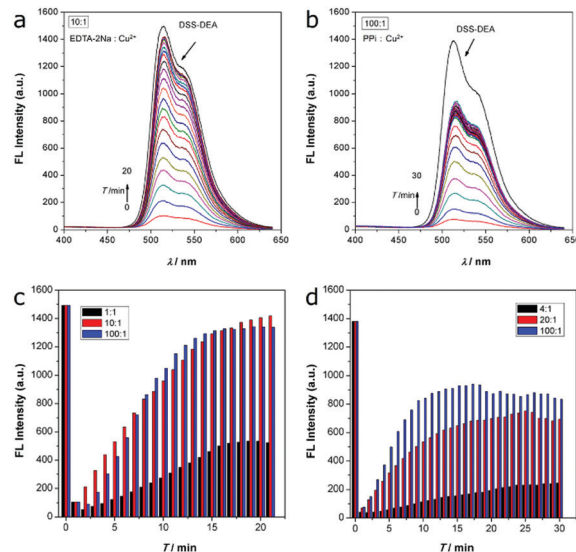 a
10:1
EDTA-2Na : Cu²⁺
DSS-DEA
FL Intensity (a.u.)
1600
1400
1200
1000
800
600
400
200
0
20
T /min
0
400 450 500 550 600 650
λ / nm
b
100:1
PPi : Cu²⁺
DSS-DEA
FL Intensity (a.u.)
1600
1400
1200
1000
800
600
400
200
0
30
T /min
0
400 450 500 550 600 650
λ / nm
c
1:1
10:1
100:1
FL Intensity (a.u.)
1600
1400
1200
1000
800
600
400
200
0
0 5 10 15 20
T / min
d
4:1
20:1
100:1
FL Intensity (a.u.)
1600
1400
1200
1000
800
600
400
200
0
0 5 10 15 20 25 30
T / min